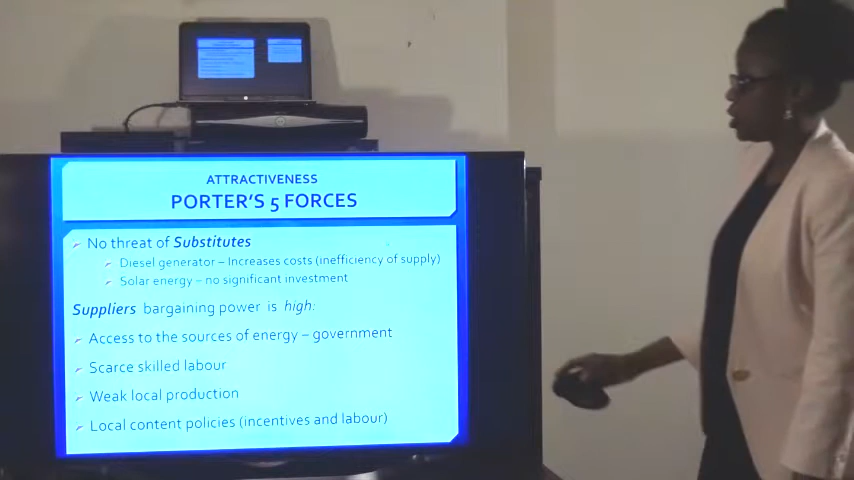 ATTRACTIVENESS
PORTER'S 5 FORCES
No threat of Substitutes
Diesel generator – Increases costs (inefficiency of supply)
Solar energy – no significant investment
Suppliers bargaining power is high:
Access to the sources of energy – government
Scarce skilled labour
Weak local production
Local content policies (incentives and labour)